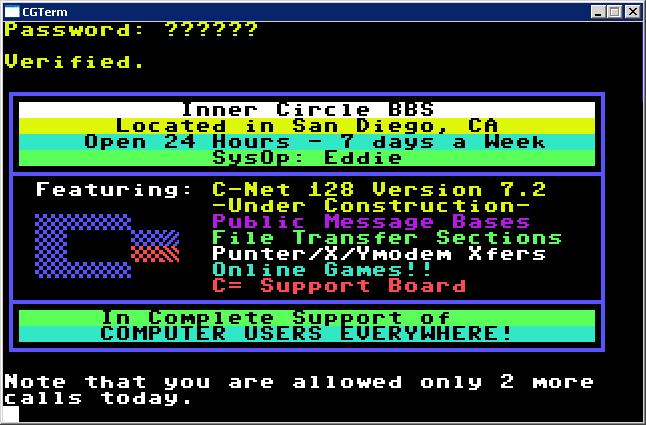 CGTerm
Password: ??????
Verified.
Inner Circle BBS
Located in San Diego, CA
Open 24 Hours - 7 days a Week
SysOp: Eddie
Featuring: C-Net 128 Version 7.2
-Under Construction-
Public Message Bases
File Transfer Sections
Punter/X/Ymodem Xfers
Online Games!!
C= Support Board
In Complete Support of
COMPUTER USERS EVERYWHERE!
Note that you are allowed only 2 more
calls today.